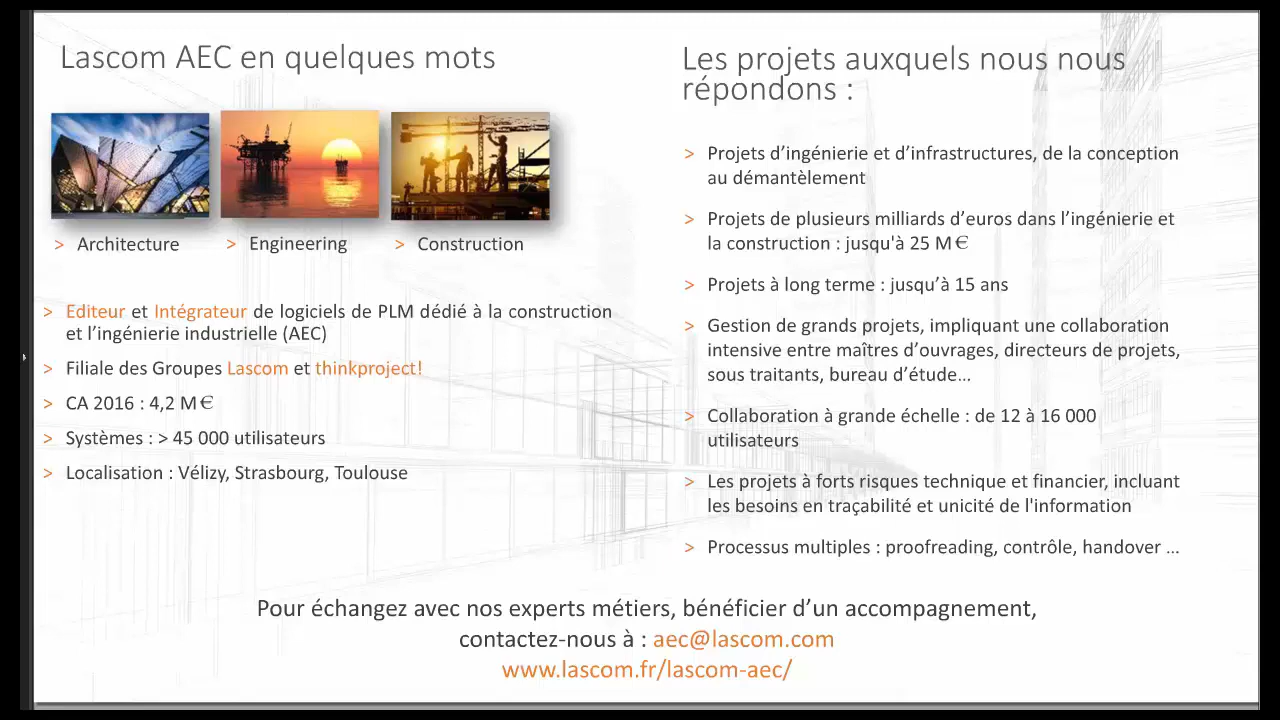 Lascom AEC en quelques mots
> Architecture
> Engineering
> Construction
> Editeur et Intégrateur de logiciels de PLM dédié à la construction
et l’ingénierie industrielle (AEC)
> Filiale des Groupes Lascom et thinkproject!
> CA 2016 : 4,2 M€
> Systèmes : > 45 000 utilisateurs
> Localisation : Vélizy, Strasbourg, Toulouse
Les projets auxquels nous nous
répondons :
> Projets d’ingénierie et d’infrastructures, de la conception
au démantèlement
> Projets de plusieurs milliards d’euros dans l’ingénierie et
la construction : jusqu'à 25 M€
> Projets à long terme : jusqu’à 15 ans
> Gestion de grands projets, impliquant une collaboration
intensive entre maîtres d’ouvrages, directeurs de projets,
sous traitants, bureau d’étude…
> Collaboration à grande échelle : de 12 à 16 000
utilisateurs
> Les projets à forts risques technique et financier, incluant
les besoins en traçabilité et unicité de l'information
> Processus multiples : proofreading, contrôle, handover ...
Pour échangez avec nos experts métiers, bénéficier d’un accompagnement,
contactez-nous à : aec@lascom.com
www.lascom.fr/lascom-aec/